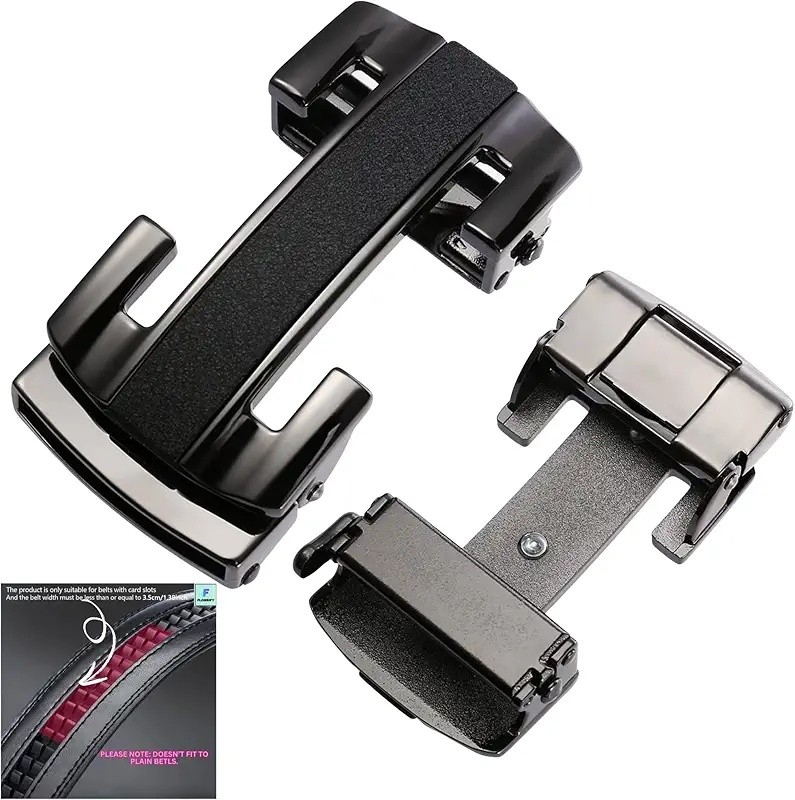 The product is only suitable for belts with card slots
And the belt width must be less than or equal to 3.5cm/1.38inch
F
PLEASE NOTE: DOESN'T FIT TO
PLAIN BETLS.